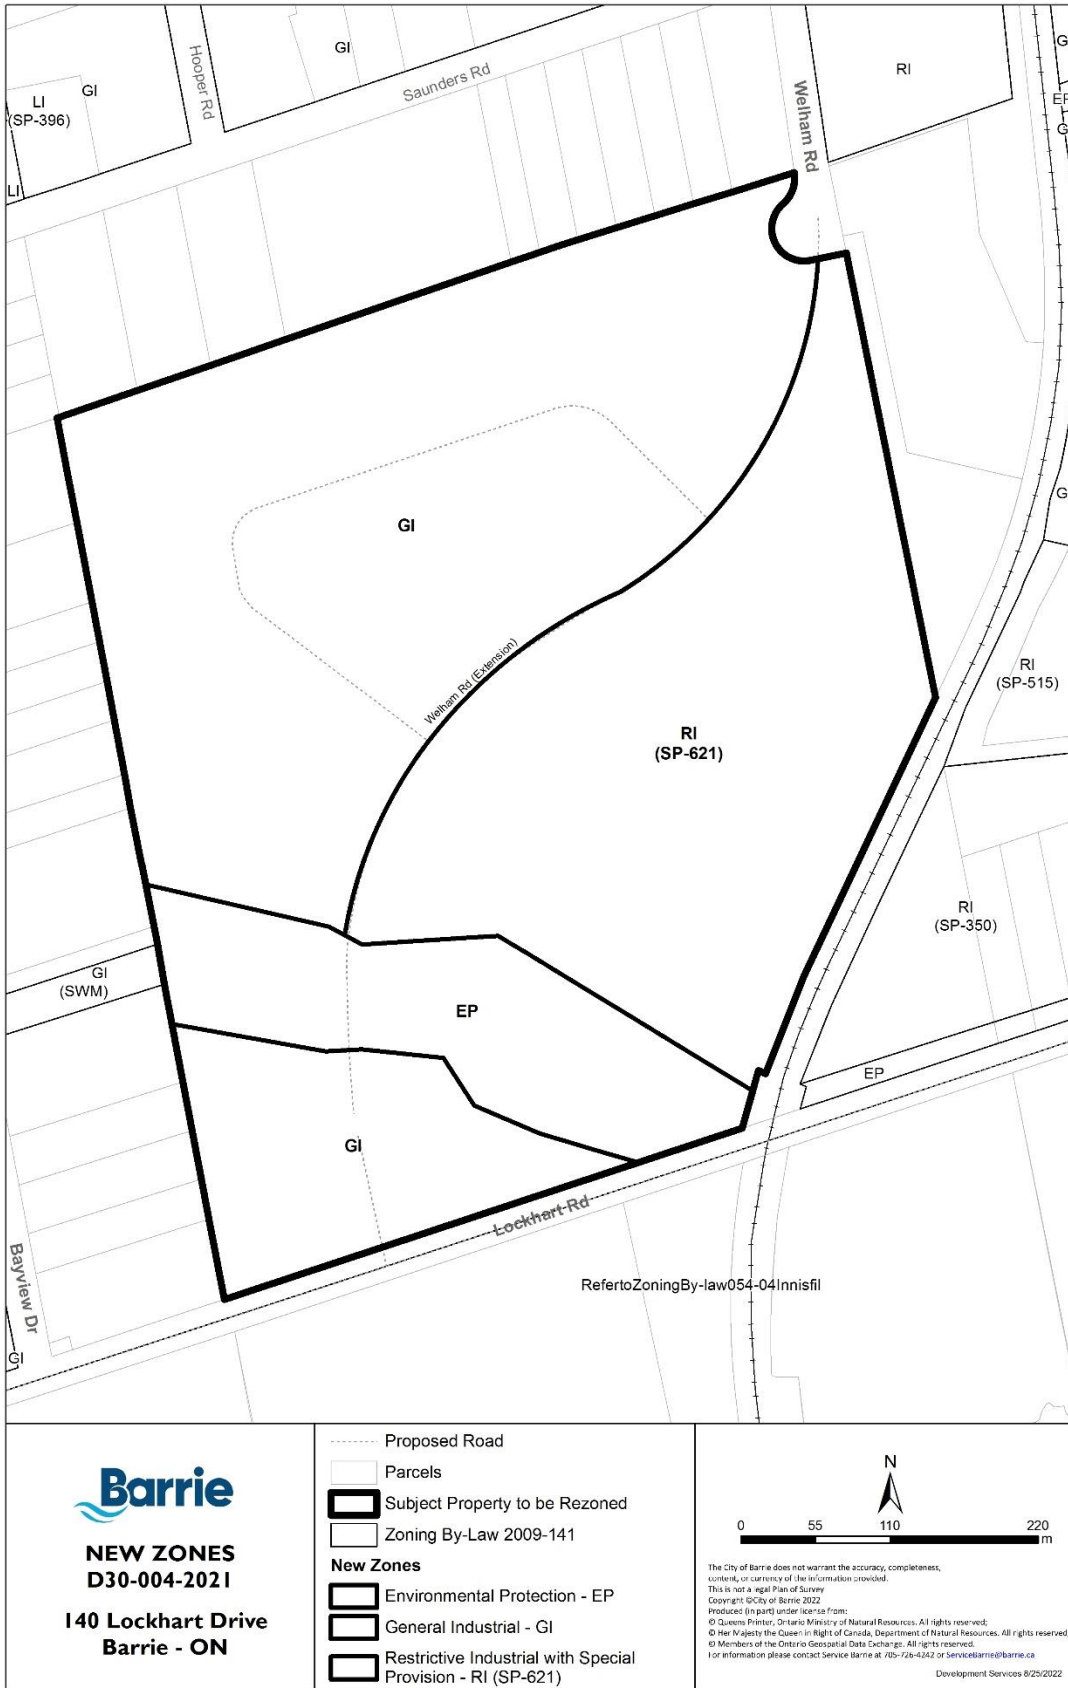 GI
Hooper Rd
Saunders Rd
Welham Rd
RI
G
LI
(SP-396)
GI
EP
G
LI
GI
G
Welham Rd (Extension)
RI
(SP-515)
RI
(SP-621)
RI
(SP-350)
GI
(SWM)
EP
EP
GI
Lockhart Rd
Bayview Dr
RefertoZoningBy-law054-04Innisfil
GI
Barrie
NEW ZONES
D30-004-2021
140 Lockhart Drive
Barrie - ON
Proposed Road
Parcels
Subject Property to be Rezoned
Zoning By-Law 2009-141
New Zones
Environmental Protection - EP
General Industrial - GI
Restrictive Industrial with Special
Provision - RI (SP-621)
N
0 55 110 220
m
The City of Barrie does not warrant the accuracy, completeness,
content, or currency of the information provided.
This is not a legal Plan of Survey
Copyright ©City of Barrie 2022
Produced (in part) under license from:
© Queens Printer, Ontario Ministry of Natural Resources. All rights reserved;
© Her Majesty the Queen in Right of Canada, Department of Natural Resources. All rights reserved;
© Members of the Ontario Geospatial Data Exchange. All rights reserved.
For information please contact Service Barrie at 705-726-4242 or ServiceBarrie@barrie.ca
Development Services 8/25/2022